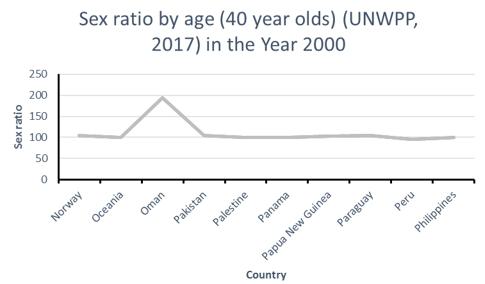 Sex ratio by age (40 year olds) (UNWPP,
2017) in the Year 2000
250
200
150
100
50
0
Sex ratio
Norway
Oceania
Oman
Pakistan
Palestine
Panama
Papua New Guinea
Paraguay
Peru
Philippines
Country